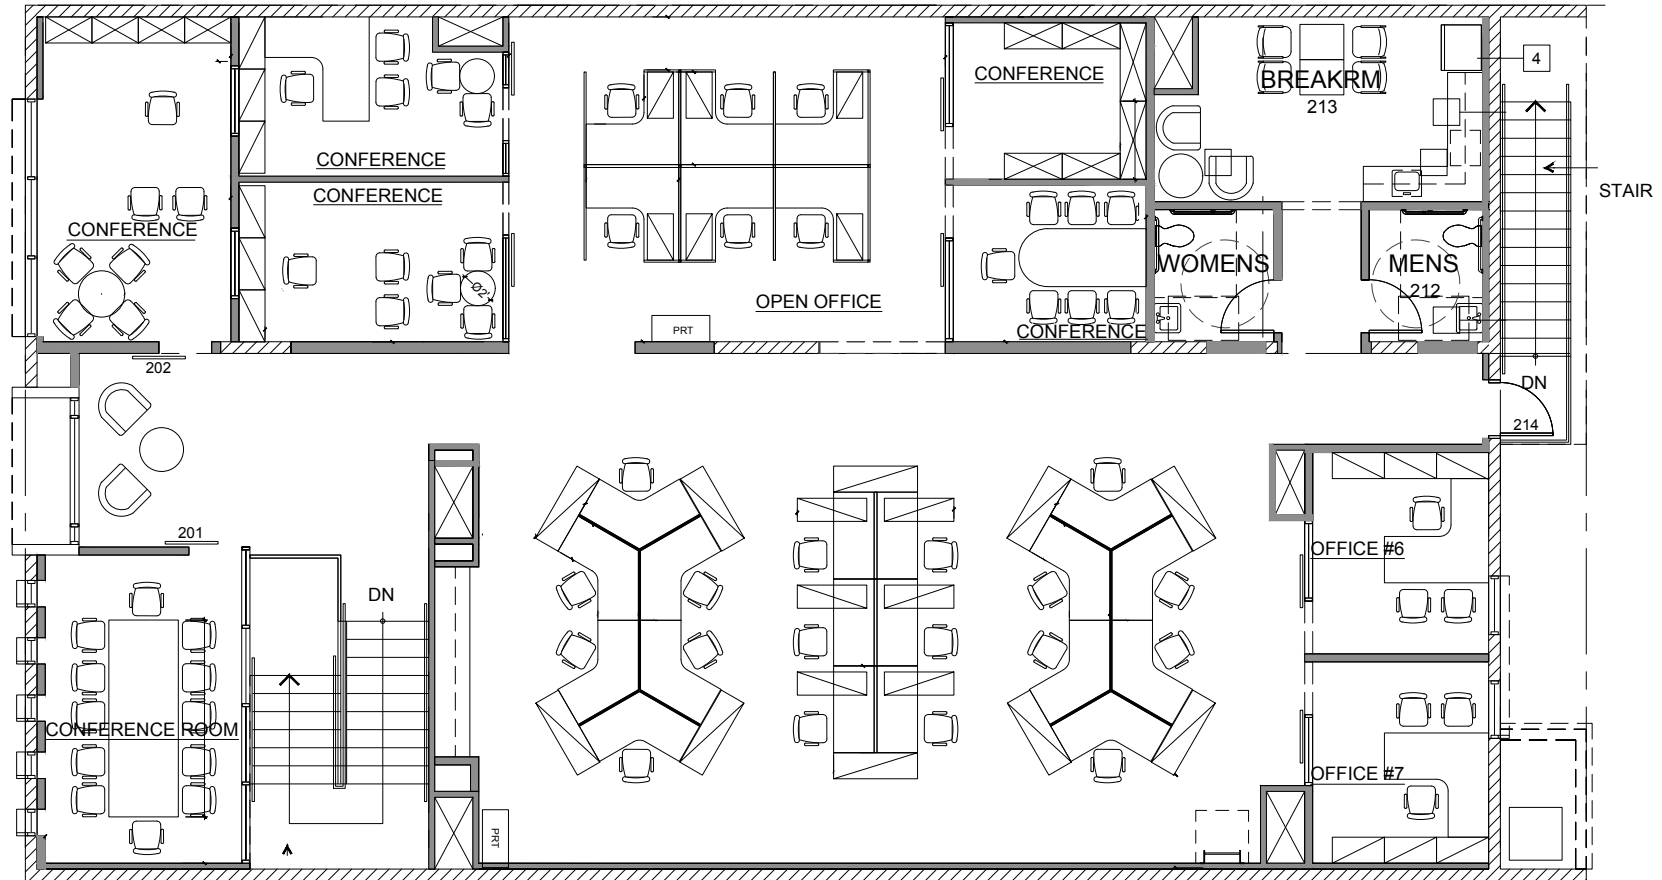 CONFERENCE
BREAKRM
213
4
CONFERENCE
CONFERENCE
STAIR
CONFERENCE
WOMENS
MENS
212
Ø2'
OPEN OFFICE
PRT
CONFERENCE
202
DN
214
201
OFFICE #6
DN
CONFERENCE ROOM
OFFICE #7
PRT